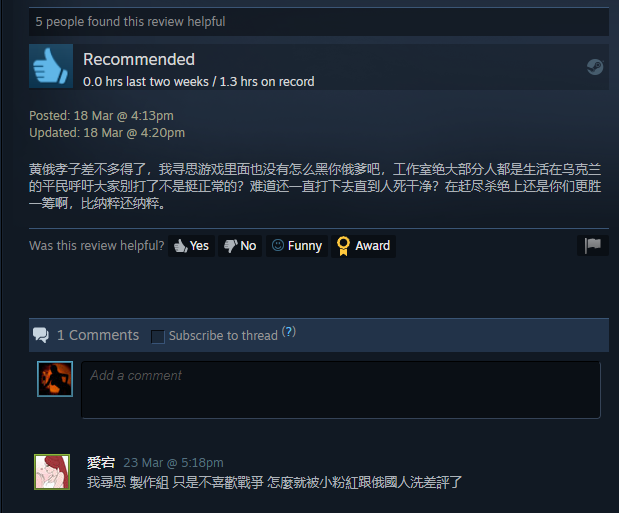 5 people found this review helpful
Recommended
0.0 hrs last two weeks / 1.3 hrs on record
Posted: 18 Mar @ 4:13pm
Updated: 18 Mar @ 4:20pm
黄俄孝子差不多得了，我寻思游戏里面也没有怎么黑你俄爹吧，工作室绝大部分人都是生活在乌克兰
的平民呼吁大家别打了不是挺正常的？难道还一直打下去直到人死干净？在赶尽杀绝上还是你们更胜
一筹啊，比纳粹还纳粹。
Was this review helpful? Yes No Funny Award
1 Comments Subscribe to thread (?)
Add a comment
愛宕 23 Mar @ 5:18pm
我尋思 製作組 只是不喜歡戰爭 怎麼就被小粉紅跟俄國人洗差評了